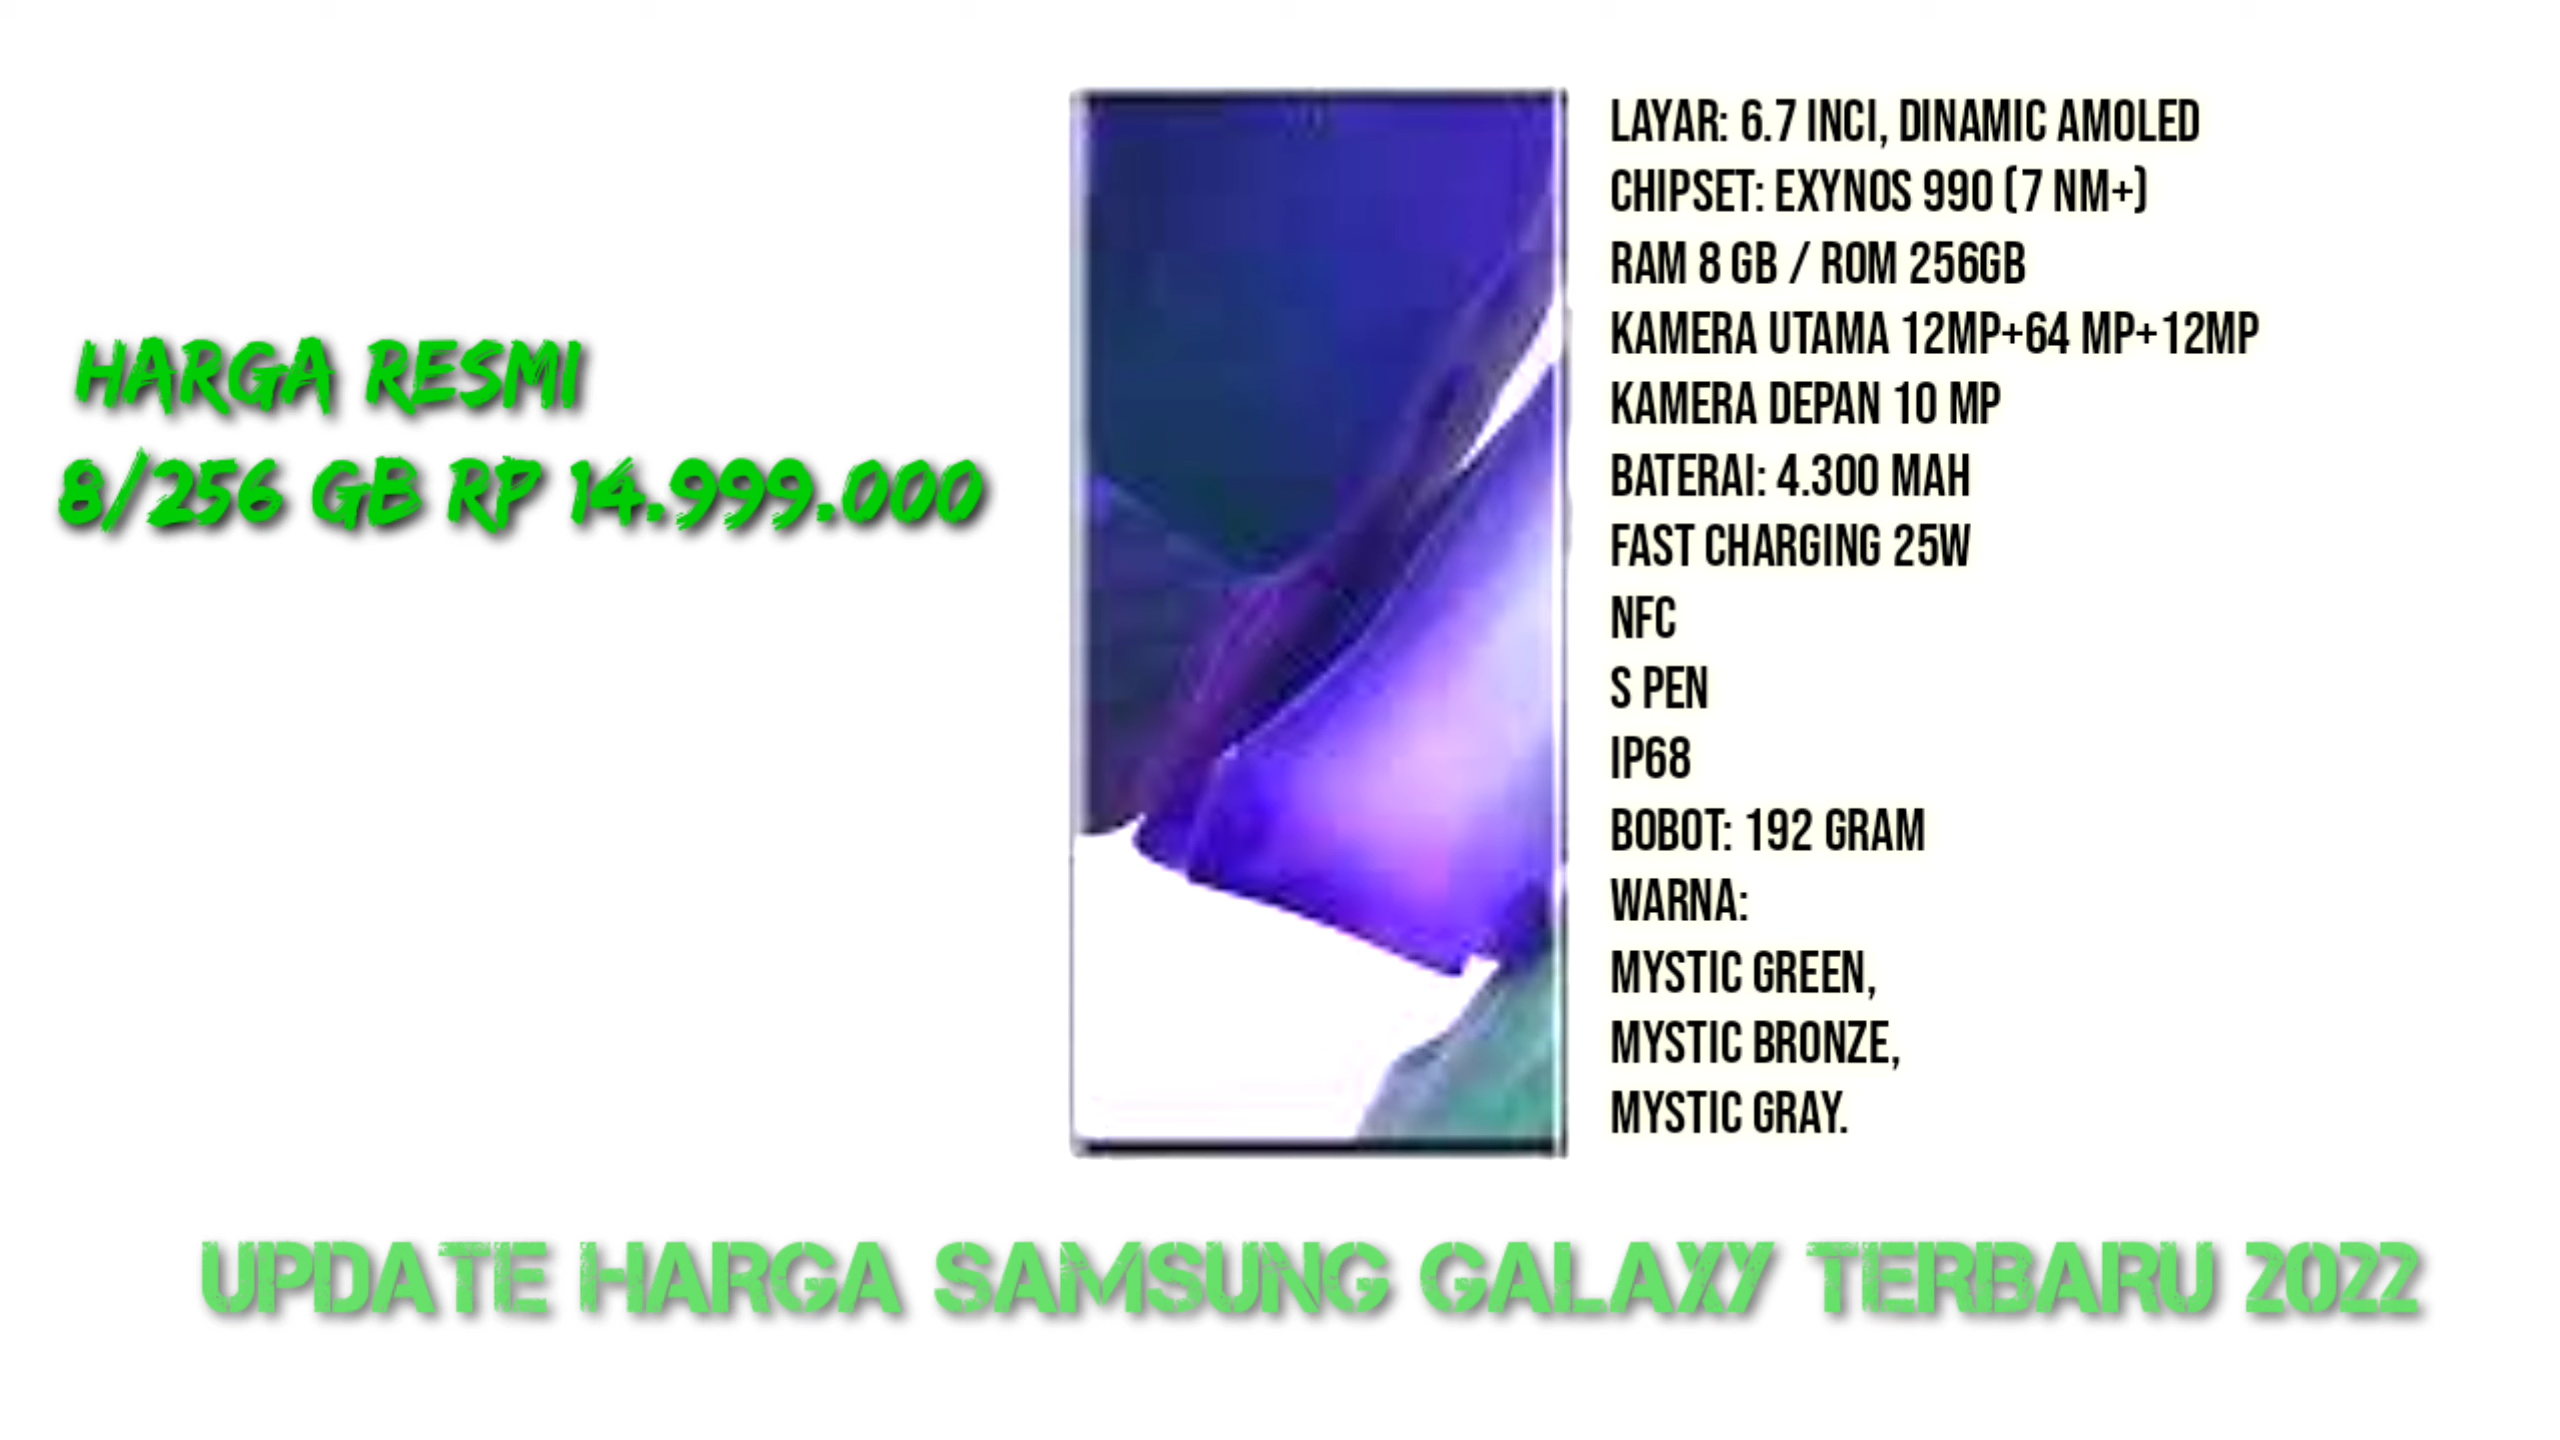 HARGA RESMI
8/256 GB RP 14.999.000
LAYAR: 6.7 INCI, DINAMIC AMOLED
CHIPSET: EXYNOS 990 (7 NM+)
RAM 8 GB / ROM 256GB
KAMERA UTAMA 12MP+64 MP+12MP
KAMERA DEPAN 10 MP
BATERAI: 4.300 MAH
FAST CHARGING 25W
NFC
S PEN
IP68
BOBOT: 192 GRAM
WARNA:
MYSTIC GREEN,
MYSTIC BRONZE,
MYSTIC GRAY.
UPDATE HARGA SAMSUNG GALAXY TERBARU 2022